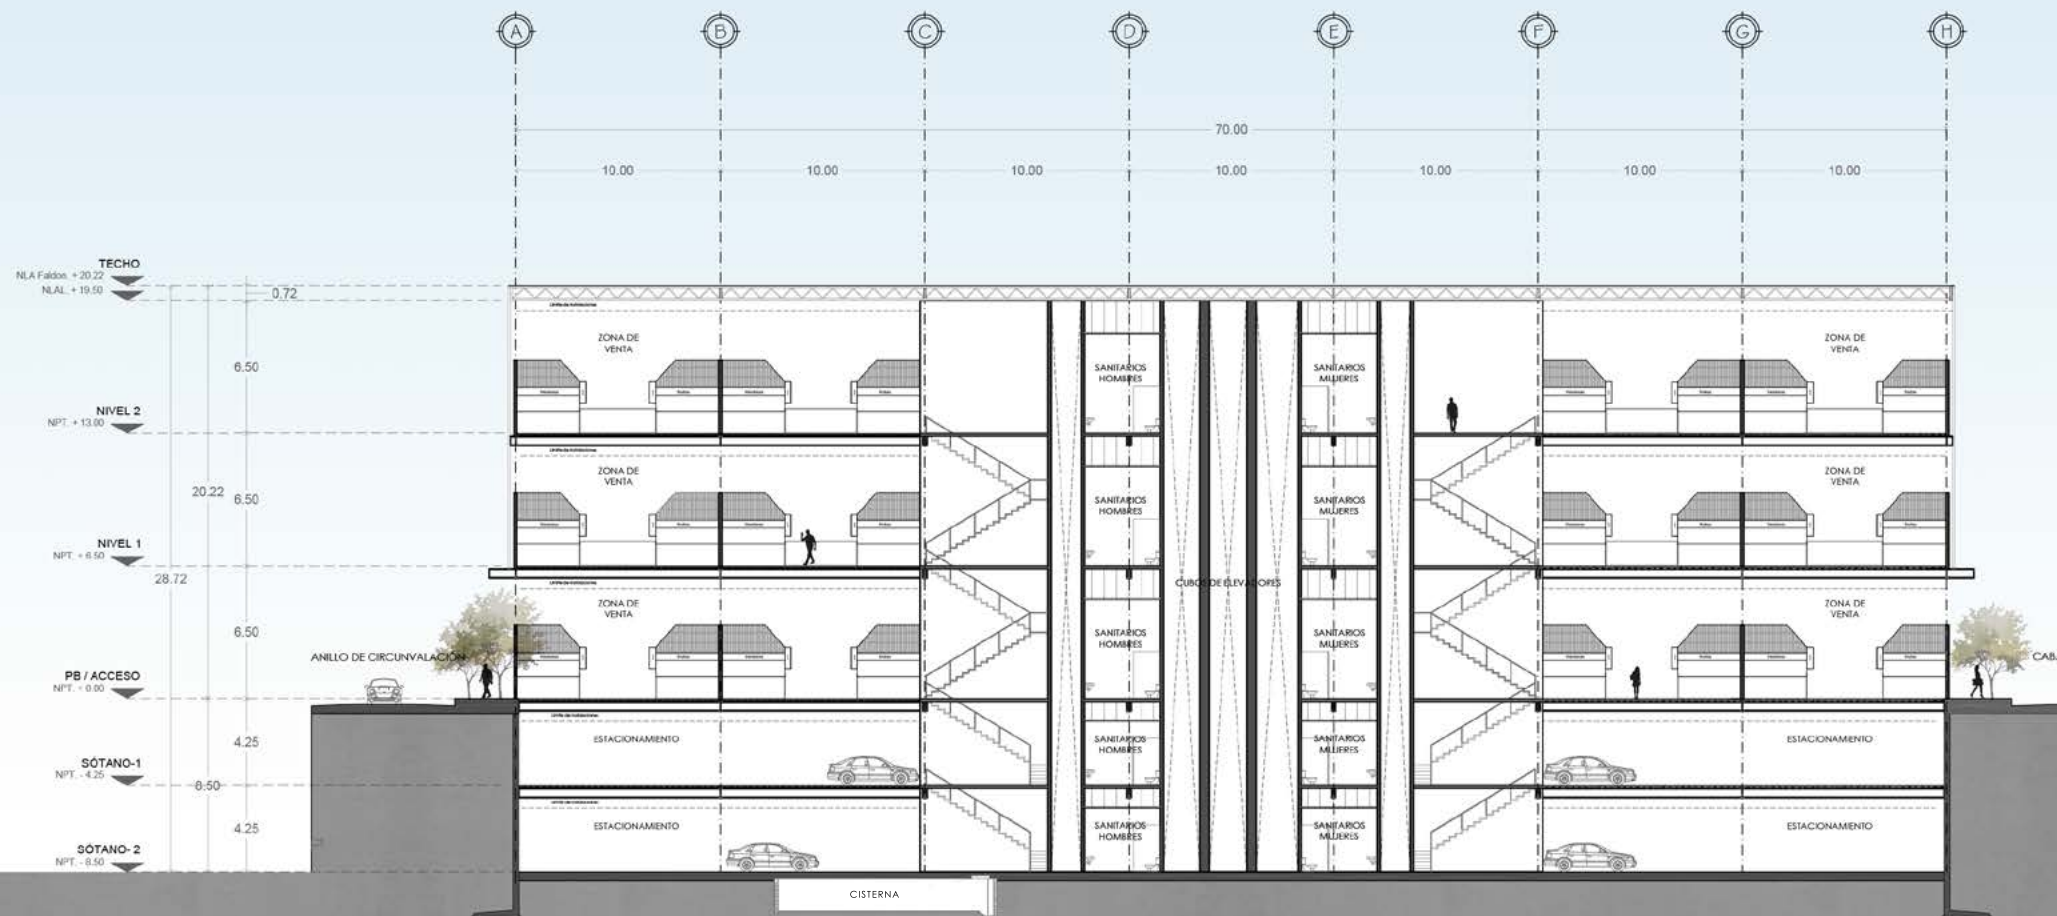 A B C D E F G H
70.00
10.00 10.00 10.00 10.00 10.00 10.00 10.00
TECHO
NLA Faldon. + 20.22
NLAL. + 19.50
0.72
ZONA DE
VENTA
ZONA DE
VENTA
6.50
SANITARIOS
HOMBRES
SANITARIOS
MUJERES
NIVEL 2
NPT. + 13.00
ZONA DE
VENTA
ZONA DE
VENTA
20.22
6.50
SANITARIOS
HOMBRES
SANITARIOS
MUJERES
NIVEL 1
NPT. + 6.50
28.72
CUBOS DE ELEVADORES
ZONA DE
VENTA
ZONA DE
VENTA
6.50
SANITARIOS
HOMBRES
SANITARIOS
MUJERES
ANILLO DE CIRCUNVALACIÓN
CAB
PB / ACCESO
NPT. + 0.00
4.25
ESTACIONAMIENTO
SANITARIOS
HOMBRES
SANITARIOS
MUJERES
ESTACIONAMIENTO
SÓTANO-1
NPT. - 4.25
8.50
4.25
ESTACIONAMIENTO
SANITARIOS
HOMBRES
SANITARIOS
MUJERES
ESTACIONAMIENTO
SÓTANO- 2
NPT. - 8.50
CISTERNA